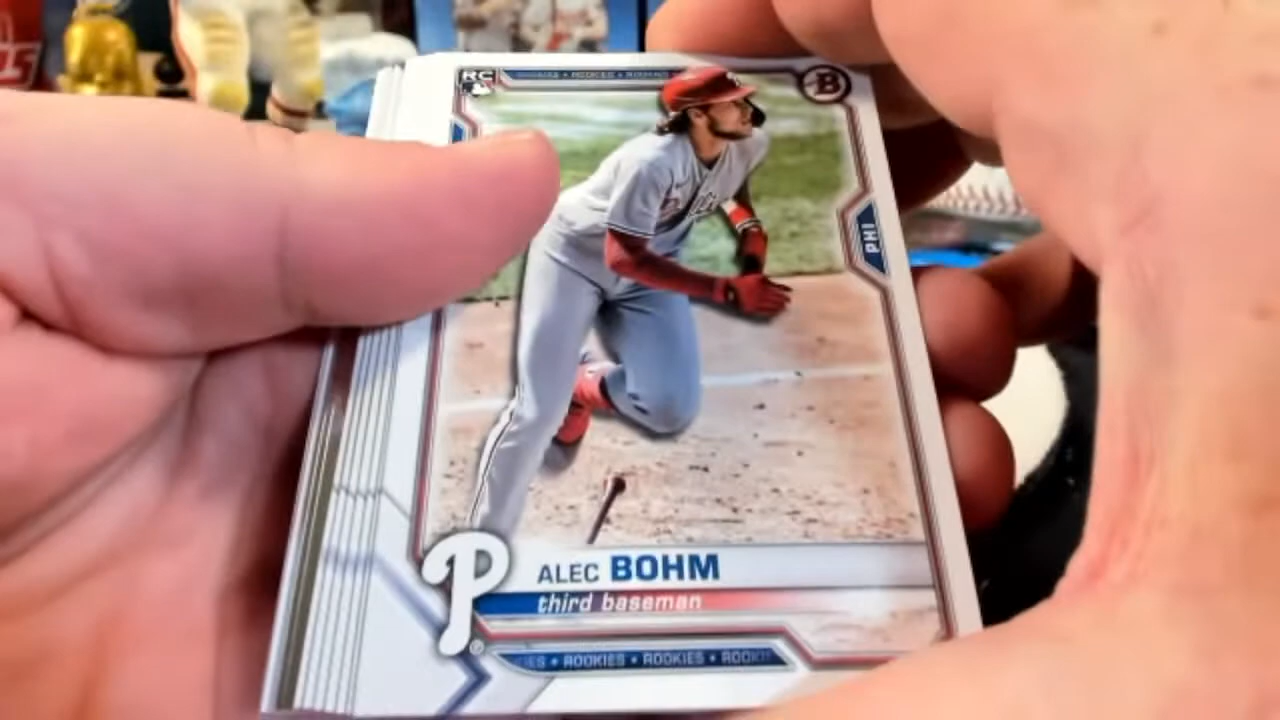 RC
ROOKIES • ROOKIES
B
PHI
P
ALEC BOHM
third baseman
IES • ROOKIES • ROOKIES • ROOKI